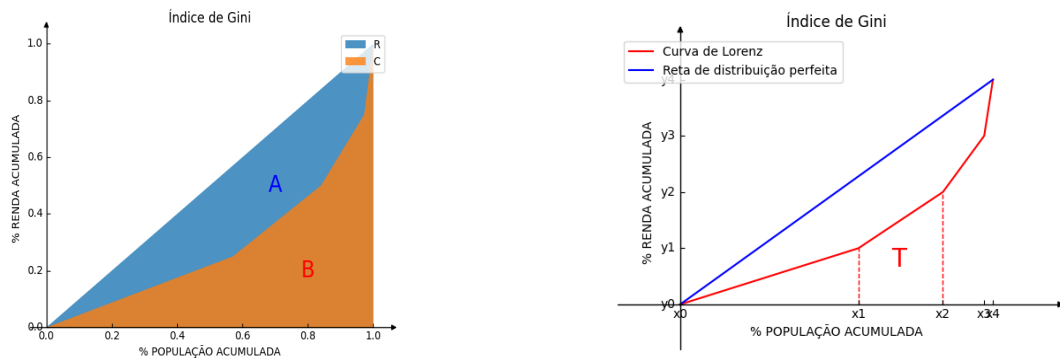 Índice de Gini
R
C
1.0
0.8
0.6
0.4
0.2
0.0
% RENDA ACUMULADA
A
B
0.0 0.2 0.4 0.6 0.8 1.0
% POPULAÇÃO ACUMULADA
Índice de Gini
Curva de Lorenz
Reta de distribuição perfeita
y4
y3
y2
y1
y0
% RENDA ACUMULADA
T
x0 x1 x2 x3 x4
% POPULAÇÃO ACUMULADA